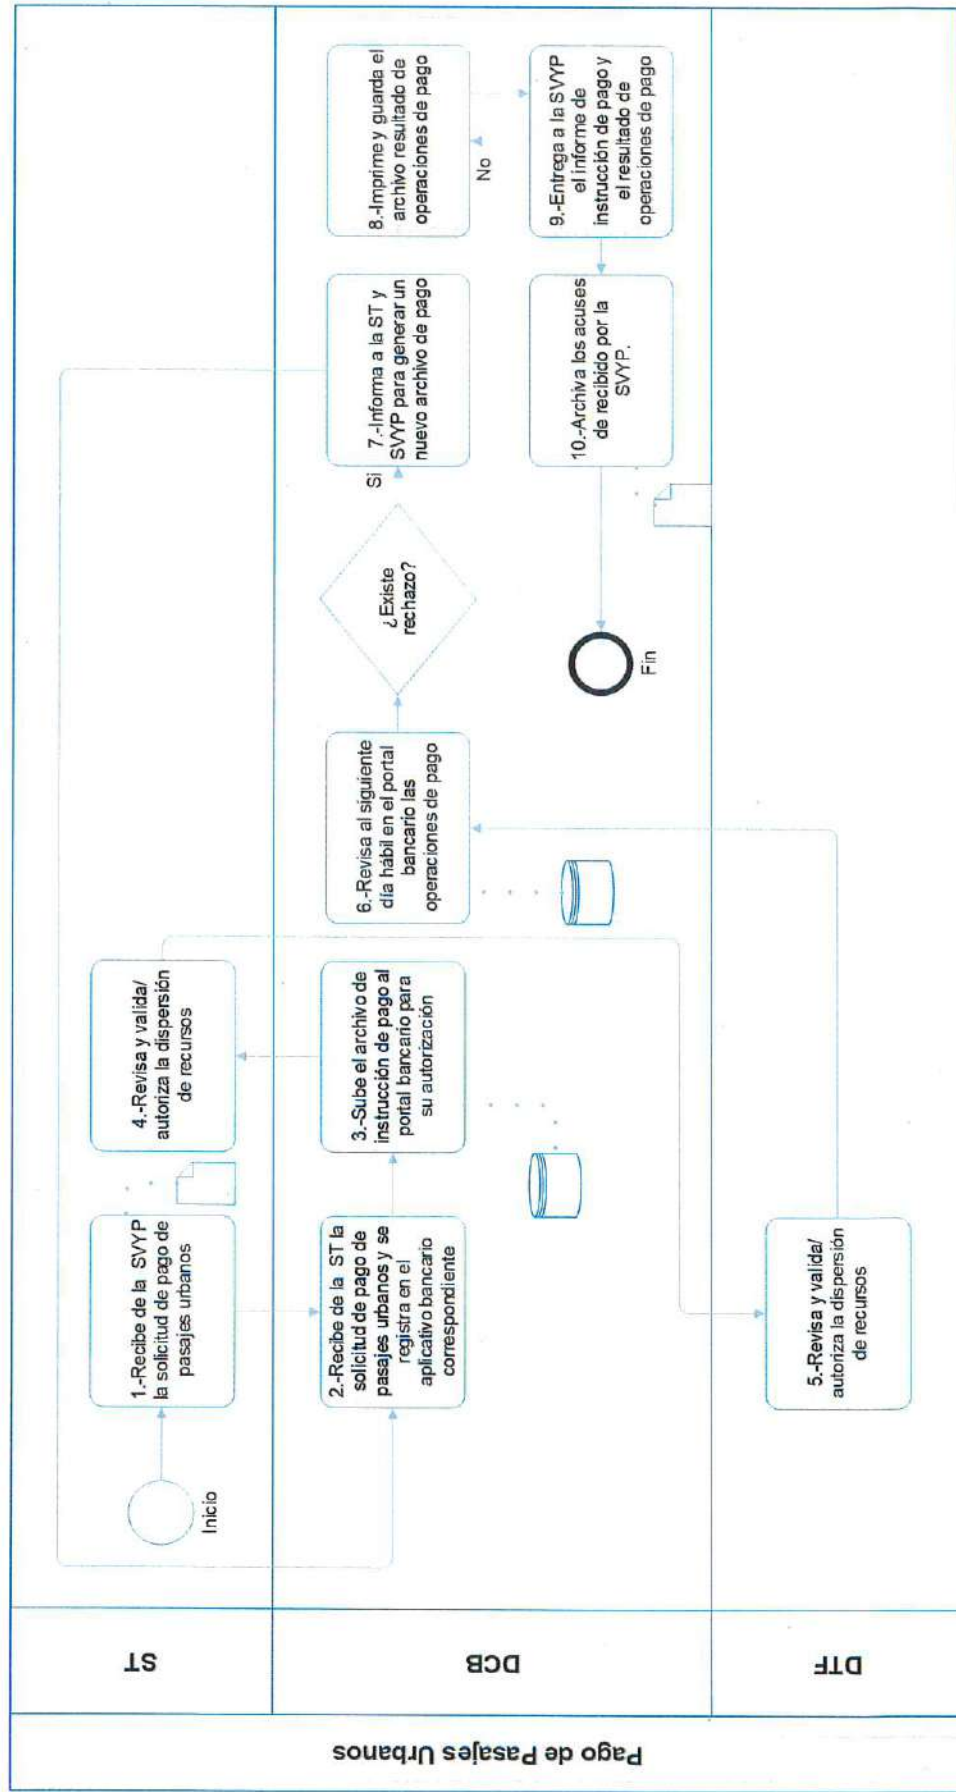 Pago de Pasajes Urbanos
ST
DCB
DTF
Inicio
1.-Recibe de la SVYP
la solicitud de pago de
pasajes urbanos
2.-Recibe de la ST la
solicitud de pago de
pasajes urbanos y se
registra en el
aplicativo bancario
correspondiente
3.-Sube el archivo de
instrucción de pago al
portal bancario para
su autorización
4.-Revisa y valida/
autoriza la dispersión
de recursos
5.-Revisa y valida/
autoriza la dispersión
de recursos
6.-Revisa al siguiente
día hábil en el portal
bancario las
operaciones de pago
¿Existe
rechazo?
Si
7.-Informa a la ST y
SVYP para generar un
nuevo archivo de pago
No
8.-Imprime y guarda el
archivo resultado de
operaciones de pago
9.-Entrega a la SVYP
el informe de
instrucción de pago y
el resultado de
operaciones de pago
10.-Archiva los acuses
de recibido por la
SVYP.
Fin